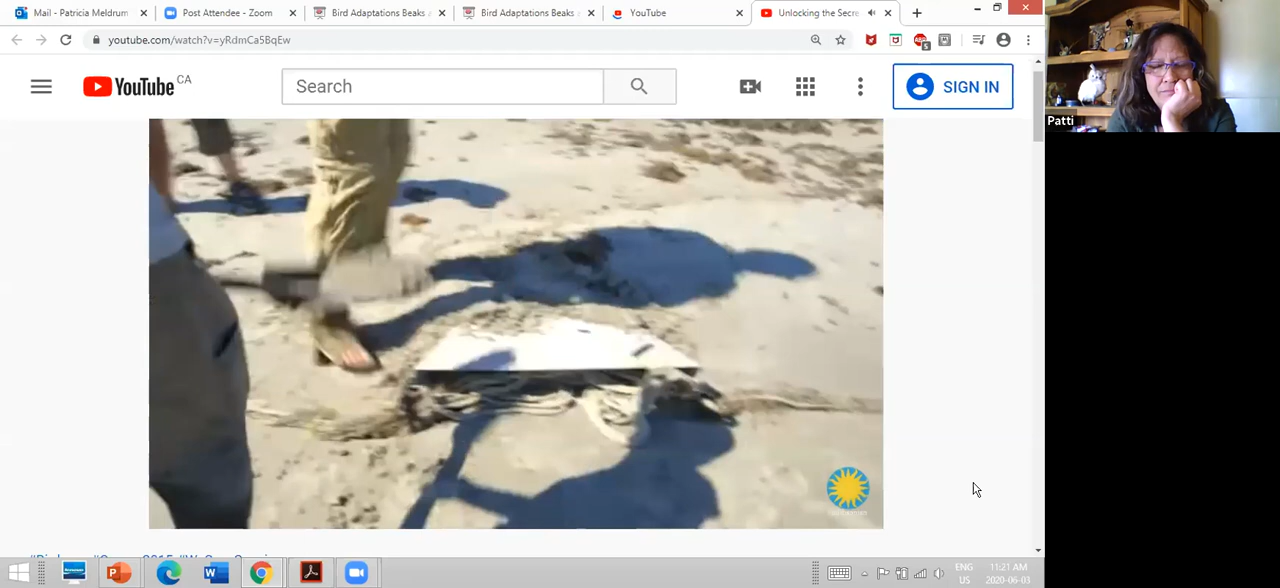 Mail - Patricia Meldrum
Post Attendee - Zoom
Bird Adaptations Beaks
Bird Adaptations Beaks
YouTube
Unlocking the Secre
youtube.com/watch?v=yRdmCa5BqEw
5
YouTube CA
Search
SIGN IN
Patti
ENG
US
11:21 AM
2020-06-03